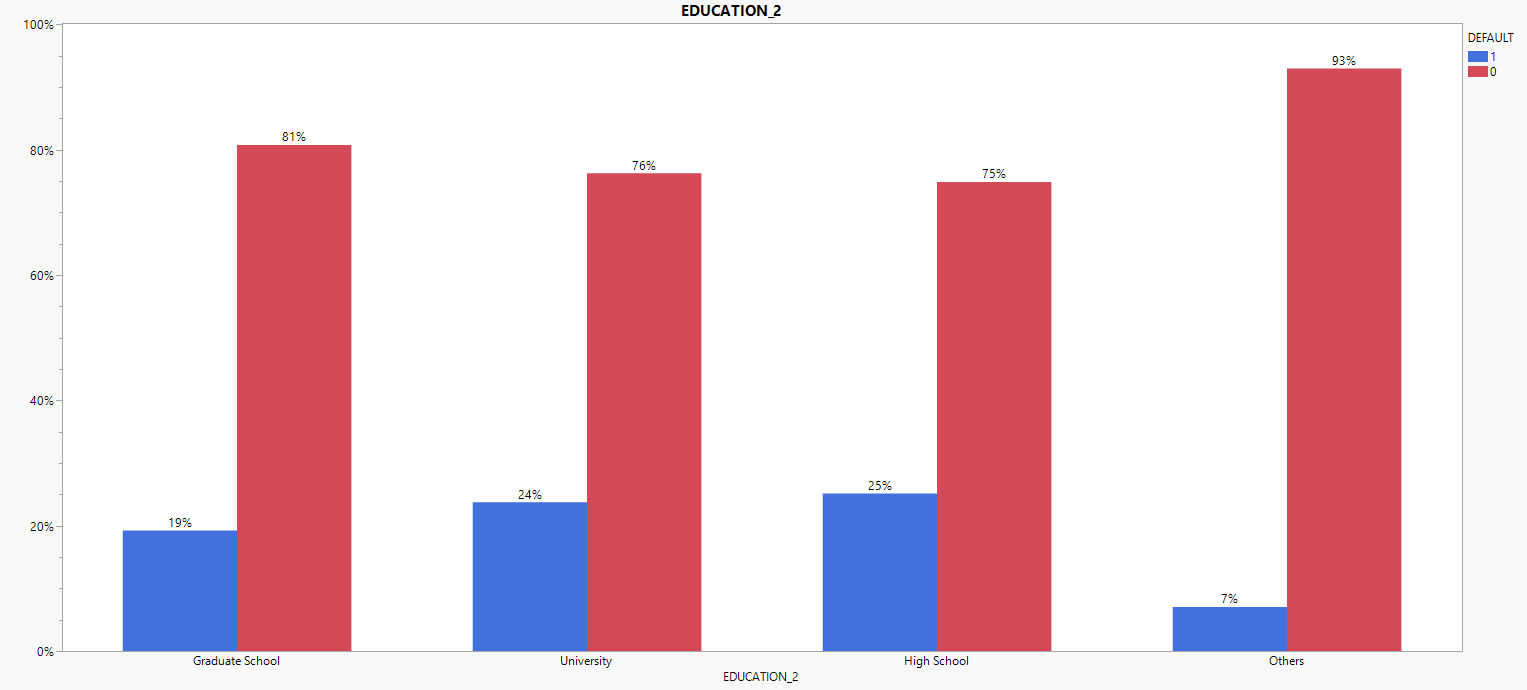 EDUCATION_2
100%
80%
60%
40%
20%
0%
81%
19%
76%
24%
75%
25%
93%
7%
Graduate School
University
High School
Others
EDUCATION_2
DEFAULT
1
0